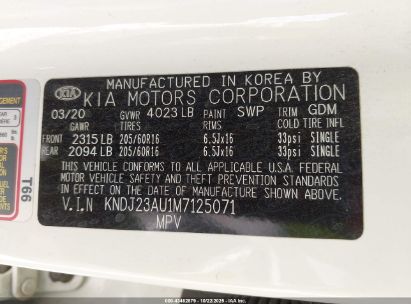 MANUFACTURED IN KOREA BY
KIA KIA MOTORS CORPORATION
03/20 GVWR 4023 LB PAINT SWP TRIM GDM
GAWR TIRES RIMS COLD TIRE INFL
FRONT 2315 LB 205/60R16 6.5Jx16 33psi SINGLE
REAR 2094 LB 205/60R16 6.5Jx16 33psi SINGLE
THIS VEHICLE CONFORMS TO ALL APPLICABLE U.S.A FEDERAL
MOTOR VEHICLE SAFETY AND THEFT PREVENTION STANDARDS
IN EFFECT ON THE DATE OF MANUFACTURE SHOWN ABOVE.
V.I.N KNDJ23AU1M7125071
MPV
T66